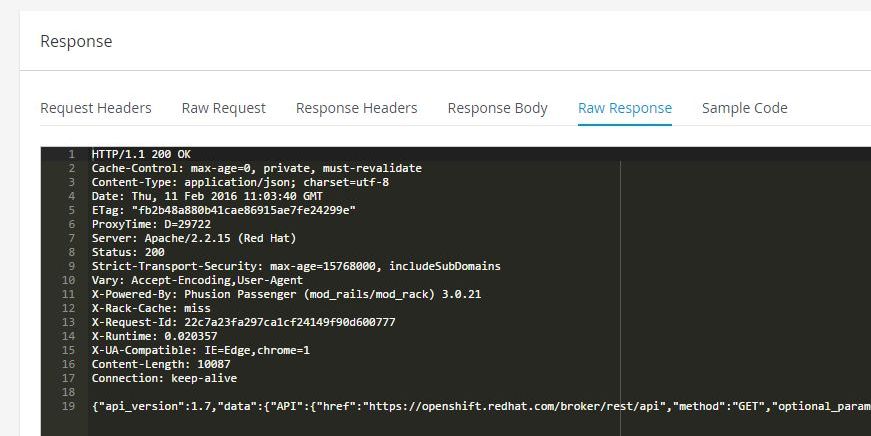 Response
Request Headers Raw Request Response Headers Response Body Raw Response Sample Code
1 HTTP/1.1 200 OK
2 Cache-Control: max-age=0, private, must-revalidate
3 Content-Type: application/json; charset=utf-8
4 Date: Thu, 11 Feb 2016 11:03:40 GMT
5 ETag: "fb2b48a880b41cae86915ae7fe24299e"
6 ProxyTime: D=29722
7 Server: Apache/2.2.15 (Red Hat)
8 Status: 200
9 Strict-Transport-Security: max-age=15768000, includeSubDomains
10 Vary: Accept-Encoding,User-Agent
11 X-Powered-By: Phusion Passenger (mod_rails/mod_rack) 3.0.21
12 X-Rack-Cache: miss
13 X-Request-Id: 22c7a23fa297ca1cf24149f90d600777
14 X-Runtime: 0.020357
15 X-UA-Compatible: IE=Edge,chrome=1
16 Content-Length: 10087
17 Connection: keep-alive
18
19 {"api_version":1.7,"data":{"API":{"href":"https://openshift.redhat.com/broker/rest/api","method":"GET","optional_param